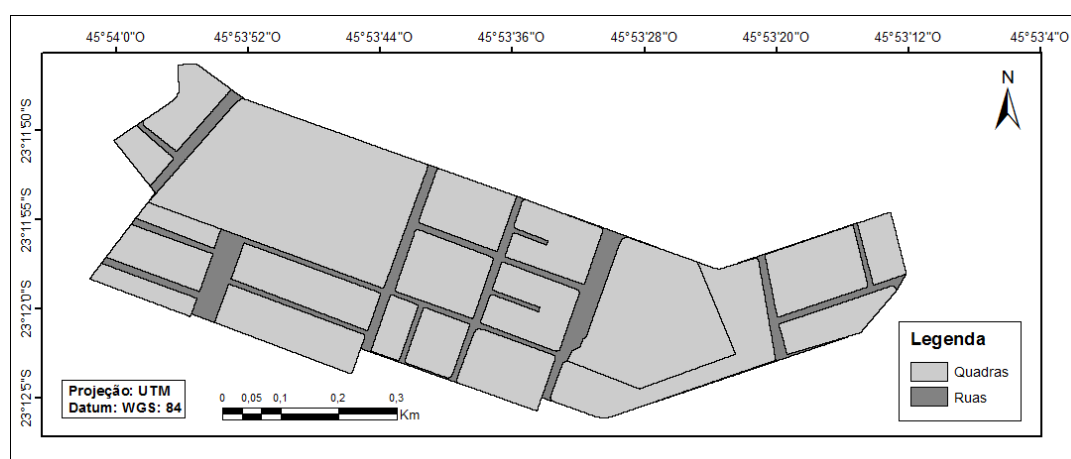 45°54'0"O 45°53'52"O 45°53'44"O 45°53'36"O 45°53'28"O 45°53'20"O 45°53'12"O 45°53'4"O
N
23°11'50"S
23°11'55"S
23°12'0"S
23°12'5"S
Legenda
Quadras
Ruas
Projeção: UTM
Datum: WGS: 84
0 0,05 0,1 0,2 0,3
Km